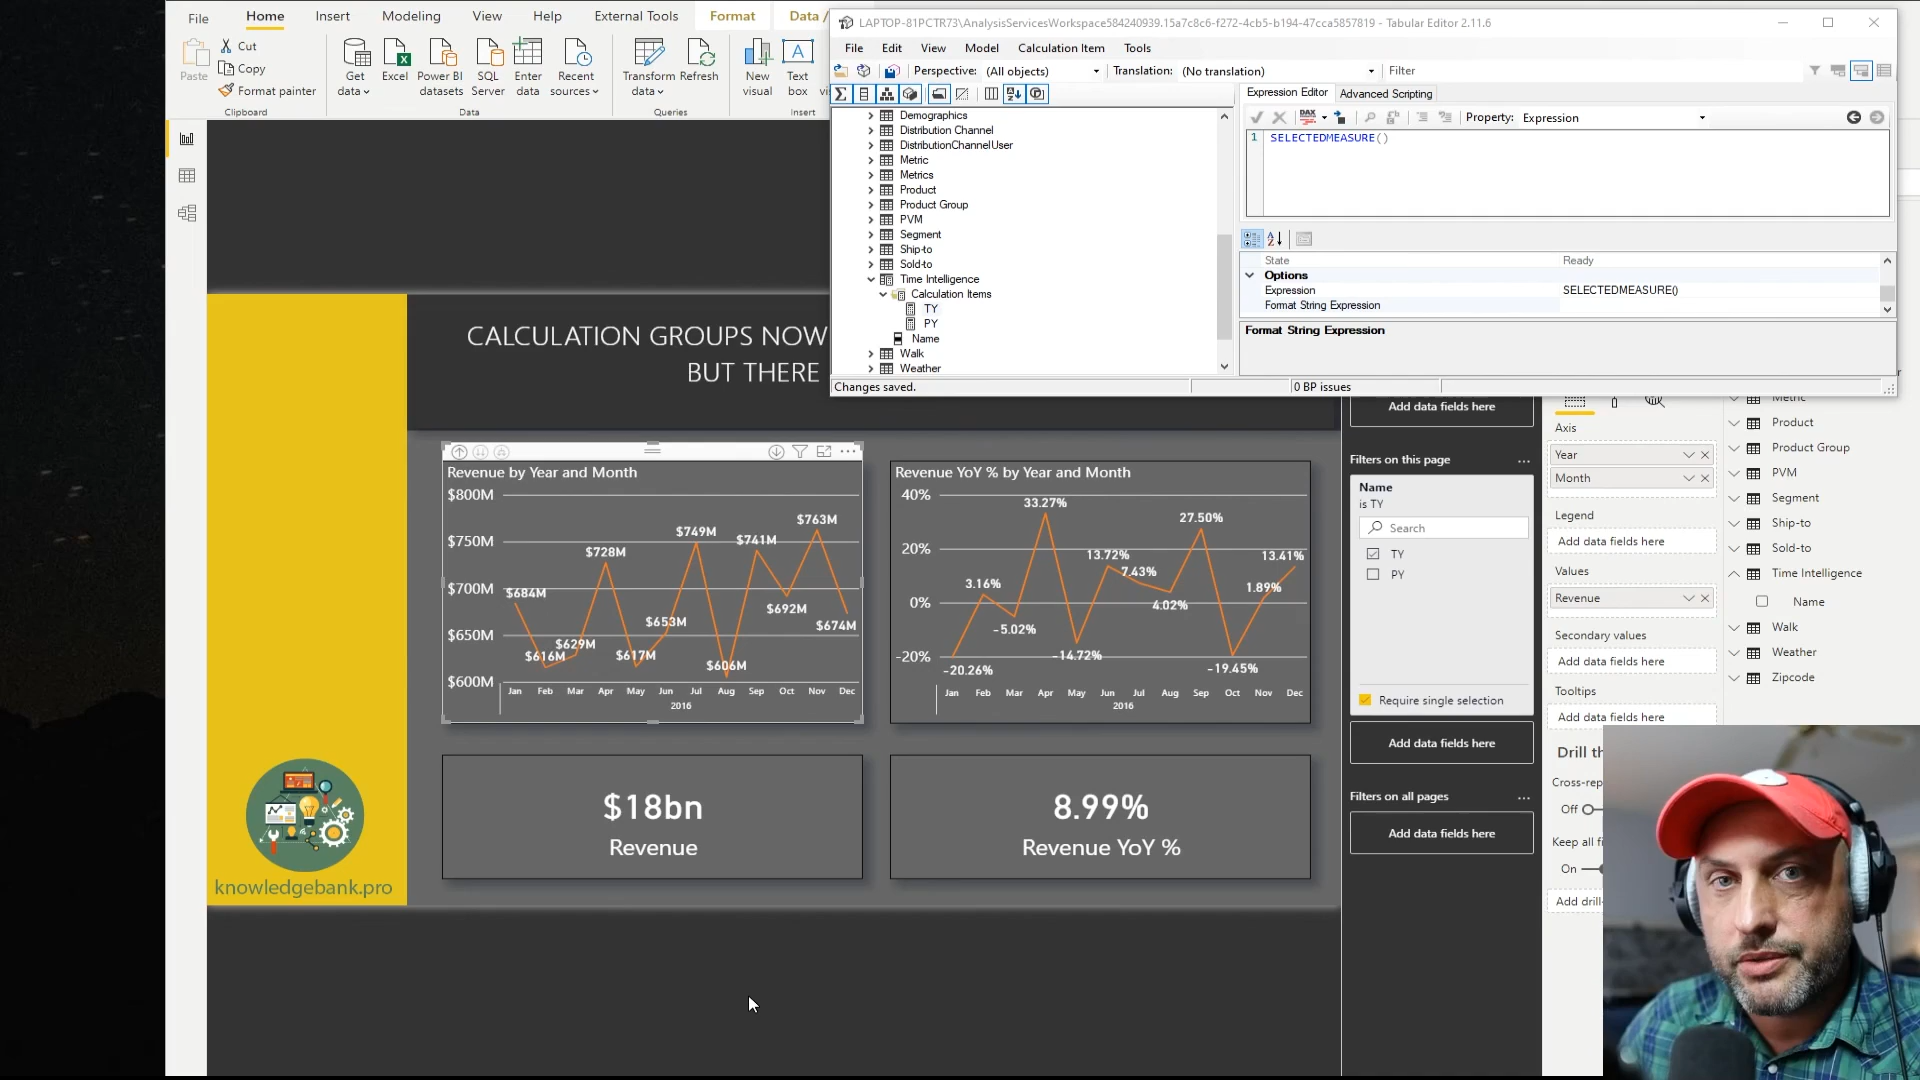 File
Home
Insert
Modeling
View
Help
External Tools
Format
Data /
Paste
Cut
Copy
Format painter
Clipboard
Get data
Excel
Power BI datasets
SQL Server
Enter data
Recent sources
Data
Transform data
Refresh
Queries
New visual
Text box
Insert
LAPTOP-81PCTR73\AnalysisServicesWorkspace584240939.15a7c8c6-f272-4cb5-b194-47cca5857819 - Tabular Editor 2.11.6
File
Edit
View
Model
Calculation Item
Tools
Perspective:
(All objects)
Translation:
(No translation)
Filter
Demographics
Distribution Channel
DistributionChannelUser
Metric
Metrics
Product
Product Group
PVM
Segment
Ship-to
Sold-to
Time Intelligence
Calculation Items
TY
PY
Name
Walk
Weather
Changes saved.
0 BP issues
Expression Editor
Advanced Scripting
DAX
Property:
Expression
1
SELECTEDMEASURE()
State
Ready
Options
Expression
SELECTEDMEASURE()
Format String Expression
Format String Expression
CALCULATION GROUPS NOW
BUT THERE
Revenue by Year and Month
$800M
$750M
$700M
$650M
$600M
$684M
$616M
$629M
$728M
$617M
$653M
$749M
$606M
$741M
$692M
$763M
$674M
Jan
Feb
Mar
Apr
May
Jun
Jul
Aug
Sep
Oct
Nov
Dec
2016
Revenue YoY % by Year and Month
40%
20%
0%
-20%
-20.26%
3.16%
-5.02%
33.27%
-14.72%
13.72%
7.43%
4.02%
27.50%
-19.45%
1.89%
13.41%
Jan
Feb
Mar
Apr
May
Jun
Jul
Aug
Sep
Oct
Nov
Dec
2016
$18bn
Revenue
8.99%
Revenue YoY %
knowledgebank.pro
Add data fields here
Filters on this page
Name
is TY
Search
TY
PY
Require single selection
Add data fields here
Filters on all pages
Add data fields here
Axis
Year
Month
Legend
Add data fields here
Values
Revenue
Secondary values
Add data fields here
Tooltips
Add data fields here
Drill th
Cross-rep
Off
Keep all fi
On
Add drill-
Metric
Product
Product Group
PVM
Segment
Ship-to
Sold-to
Time Intelligence
Name
Walk
Weather
Zipcode